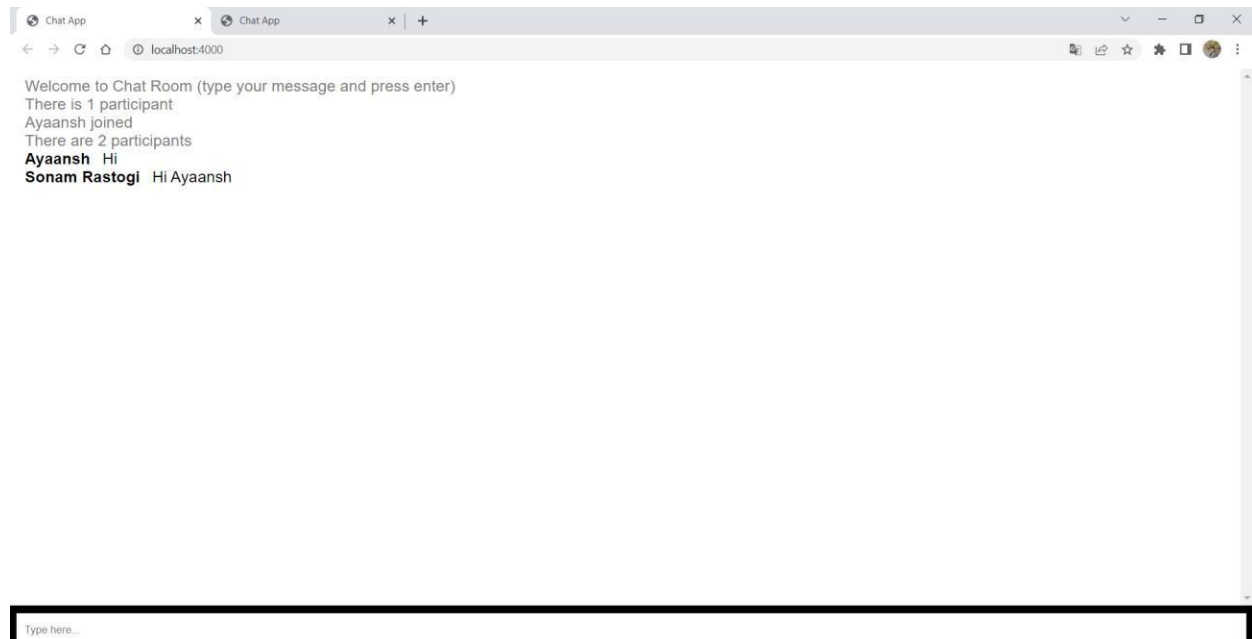 Chat App
Chat App
localhost:4000
Welcome to Chat Room (type your message and press enter)
There is 1 participant
Ayaansh joined
There are 2 participants
Ayaansh Hi
Sonam Rastogi Hi Ayaansh
Type here...